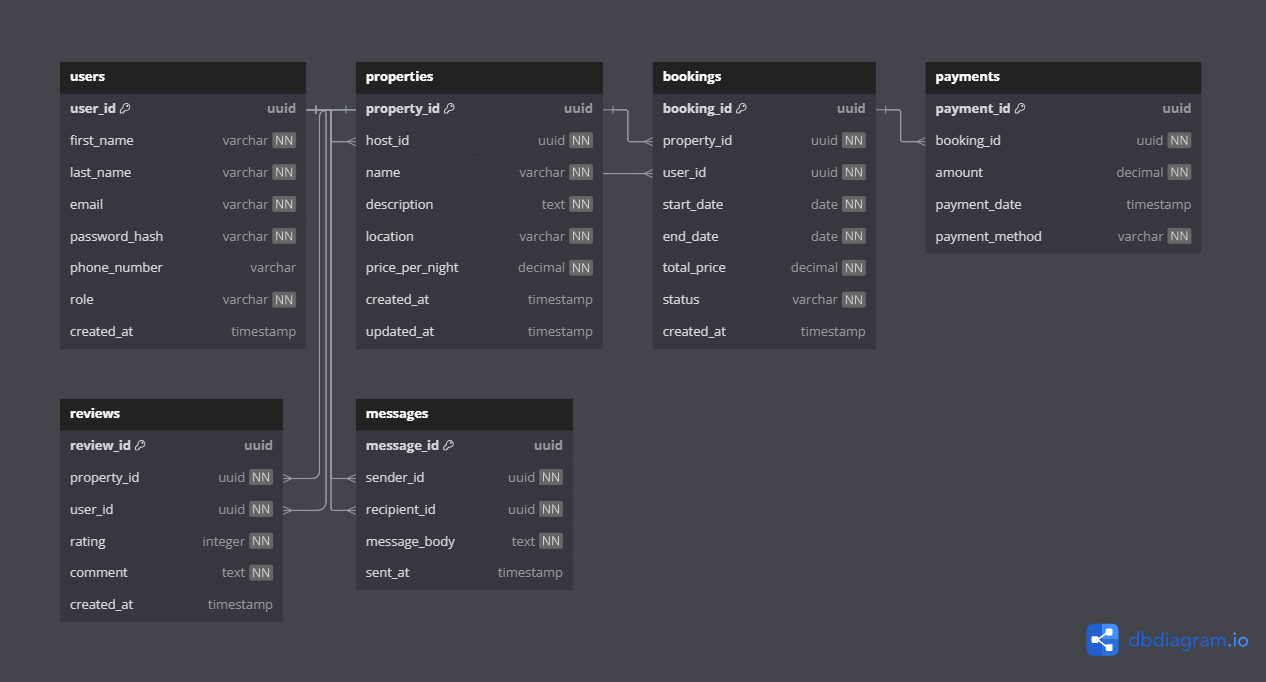 users
user_id uuid
first_name varchar NN
last_name varchar NN
email varchar NN
password_hash varchar NN
phone_number varchar
role varchar NN
created_at timestamp
properties
property_id uuid
host_id uuid NN
name varchar NN
description text NN
location varchar NN
price_per_night decimal NN
created_at timestamp
updated_at timestamp
bookings
booking_id uuid
property_id uuid NN
user_id uuid NN
start_date date NN
end_date date NN
total_price decimal NN
status varchar NN
created_at timestamp
payments
payment_id uuid
booking_id uuid NN
amount decimal NN
payment_date timestamp
payment_method varchar NN
reviews
review_id uuid
property_id uuid NN
user_id uuid NN
rating integer NN
comment text NN
created_at timestamp
messages
message_id uuid
sender_id uuid NN
recipient_id uuid NN
message_body text NN
sent_at timestamp
dbdiagram.io